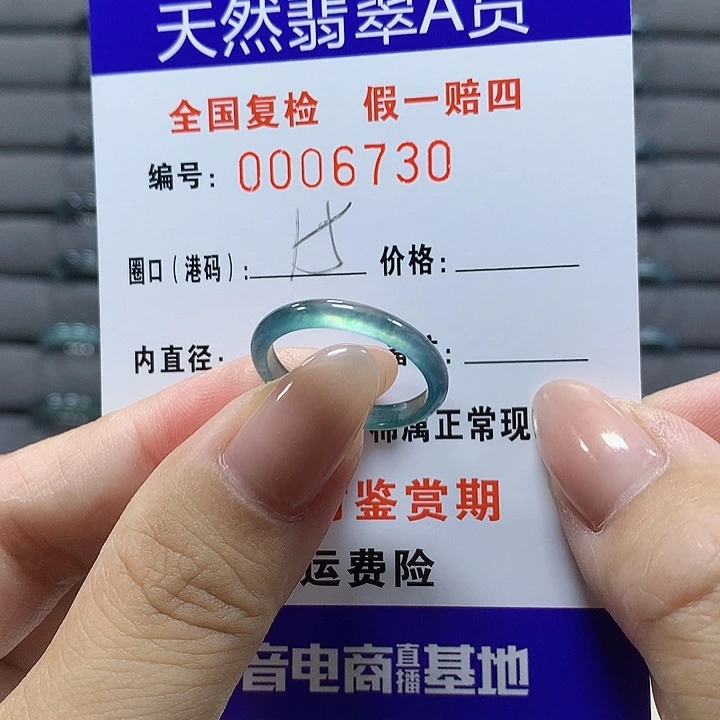 天然翡翠A货
全国复检 假一赔四
编号: 0006730
圈口(港码): 价格:
内直径:
属正常现
鉴赏期
运费险
音电商直播基地